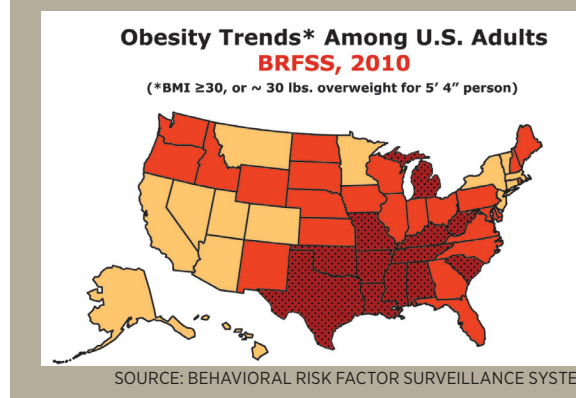 Obesity Trends* Among U.S. Adults
BRFSS, 2010
(*BMI ≥30, or ~ 30 lbs. overweight for 5’ 4” person)
SOURCE: BEHAVIORAL RISK FACTOR SURVEILLANCE SYSTE